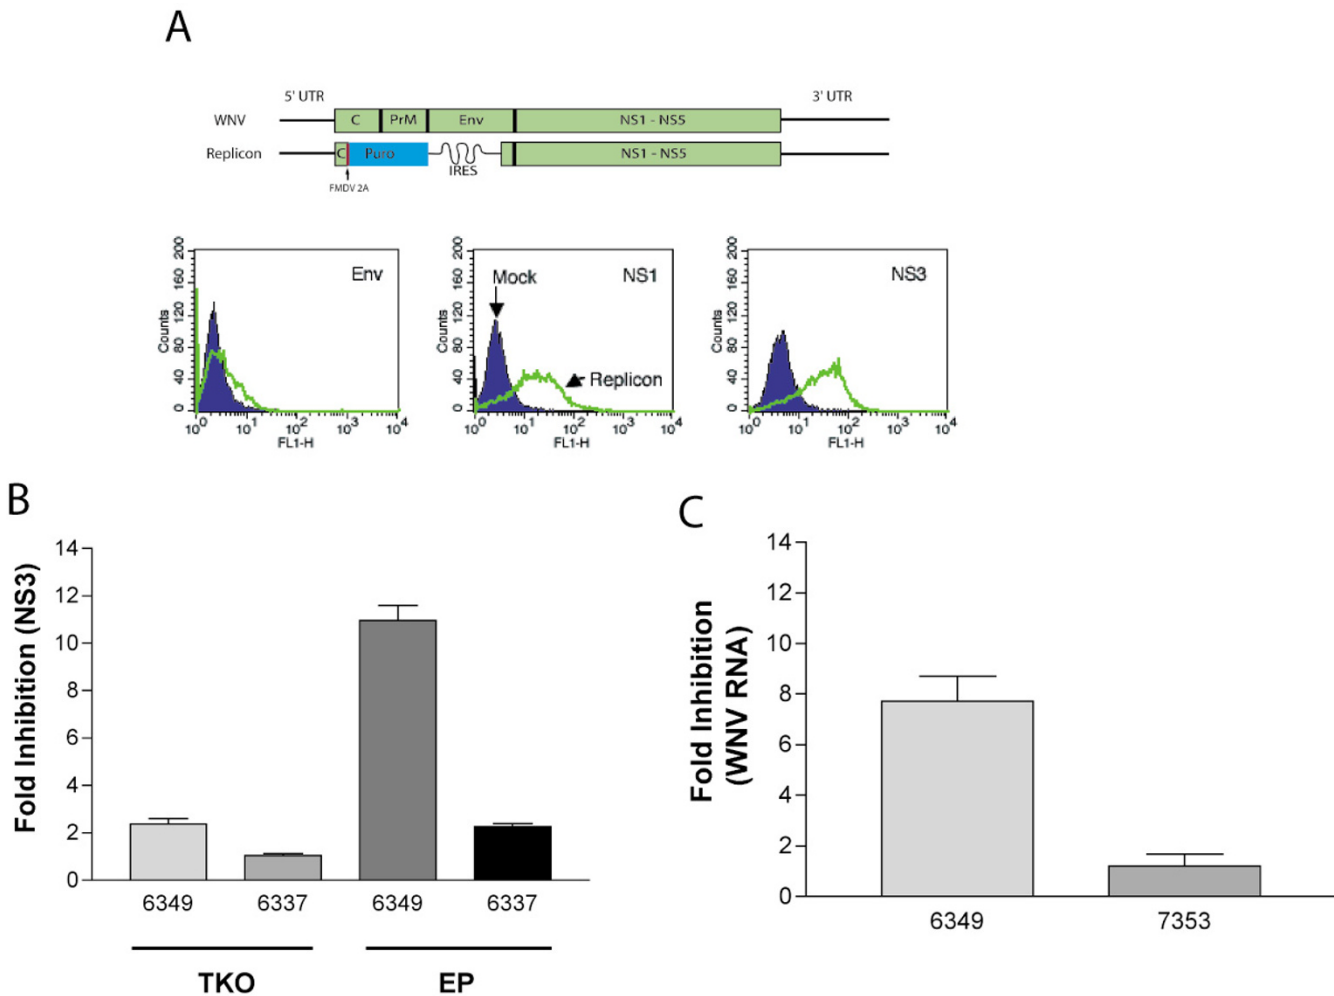 A
5' UTR 3' UTR
WNV C PrM Env NS1 - NS5
Replicon C Puro NS1 - NS5
IRES
FMDV 2A
Env
Counts
0 40 80 120 160 200
10^0 10^1 10^2 10^3 10^4
FL1-H
NS1
Mock
Replicon
Counts
0 40 80 120 160 200
10^0 10^1 10^2 10^3 10^4
FL1-H
NS3
Counts
0 40 80 120 160 200
10^0 10^1 10^2 10^3 10^4
FL1-H
B
Fold Inhibition (NS3)
14
12
10
8
6
4
2
0
6349 6337 6349 6337
TKO EP
C
Fold Inhibition
(WNV RNA)
14
12
10
8
6
4
2
0
6349 7353